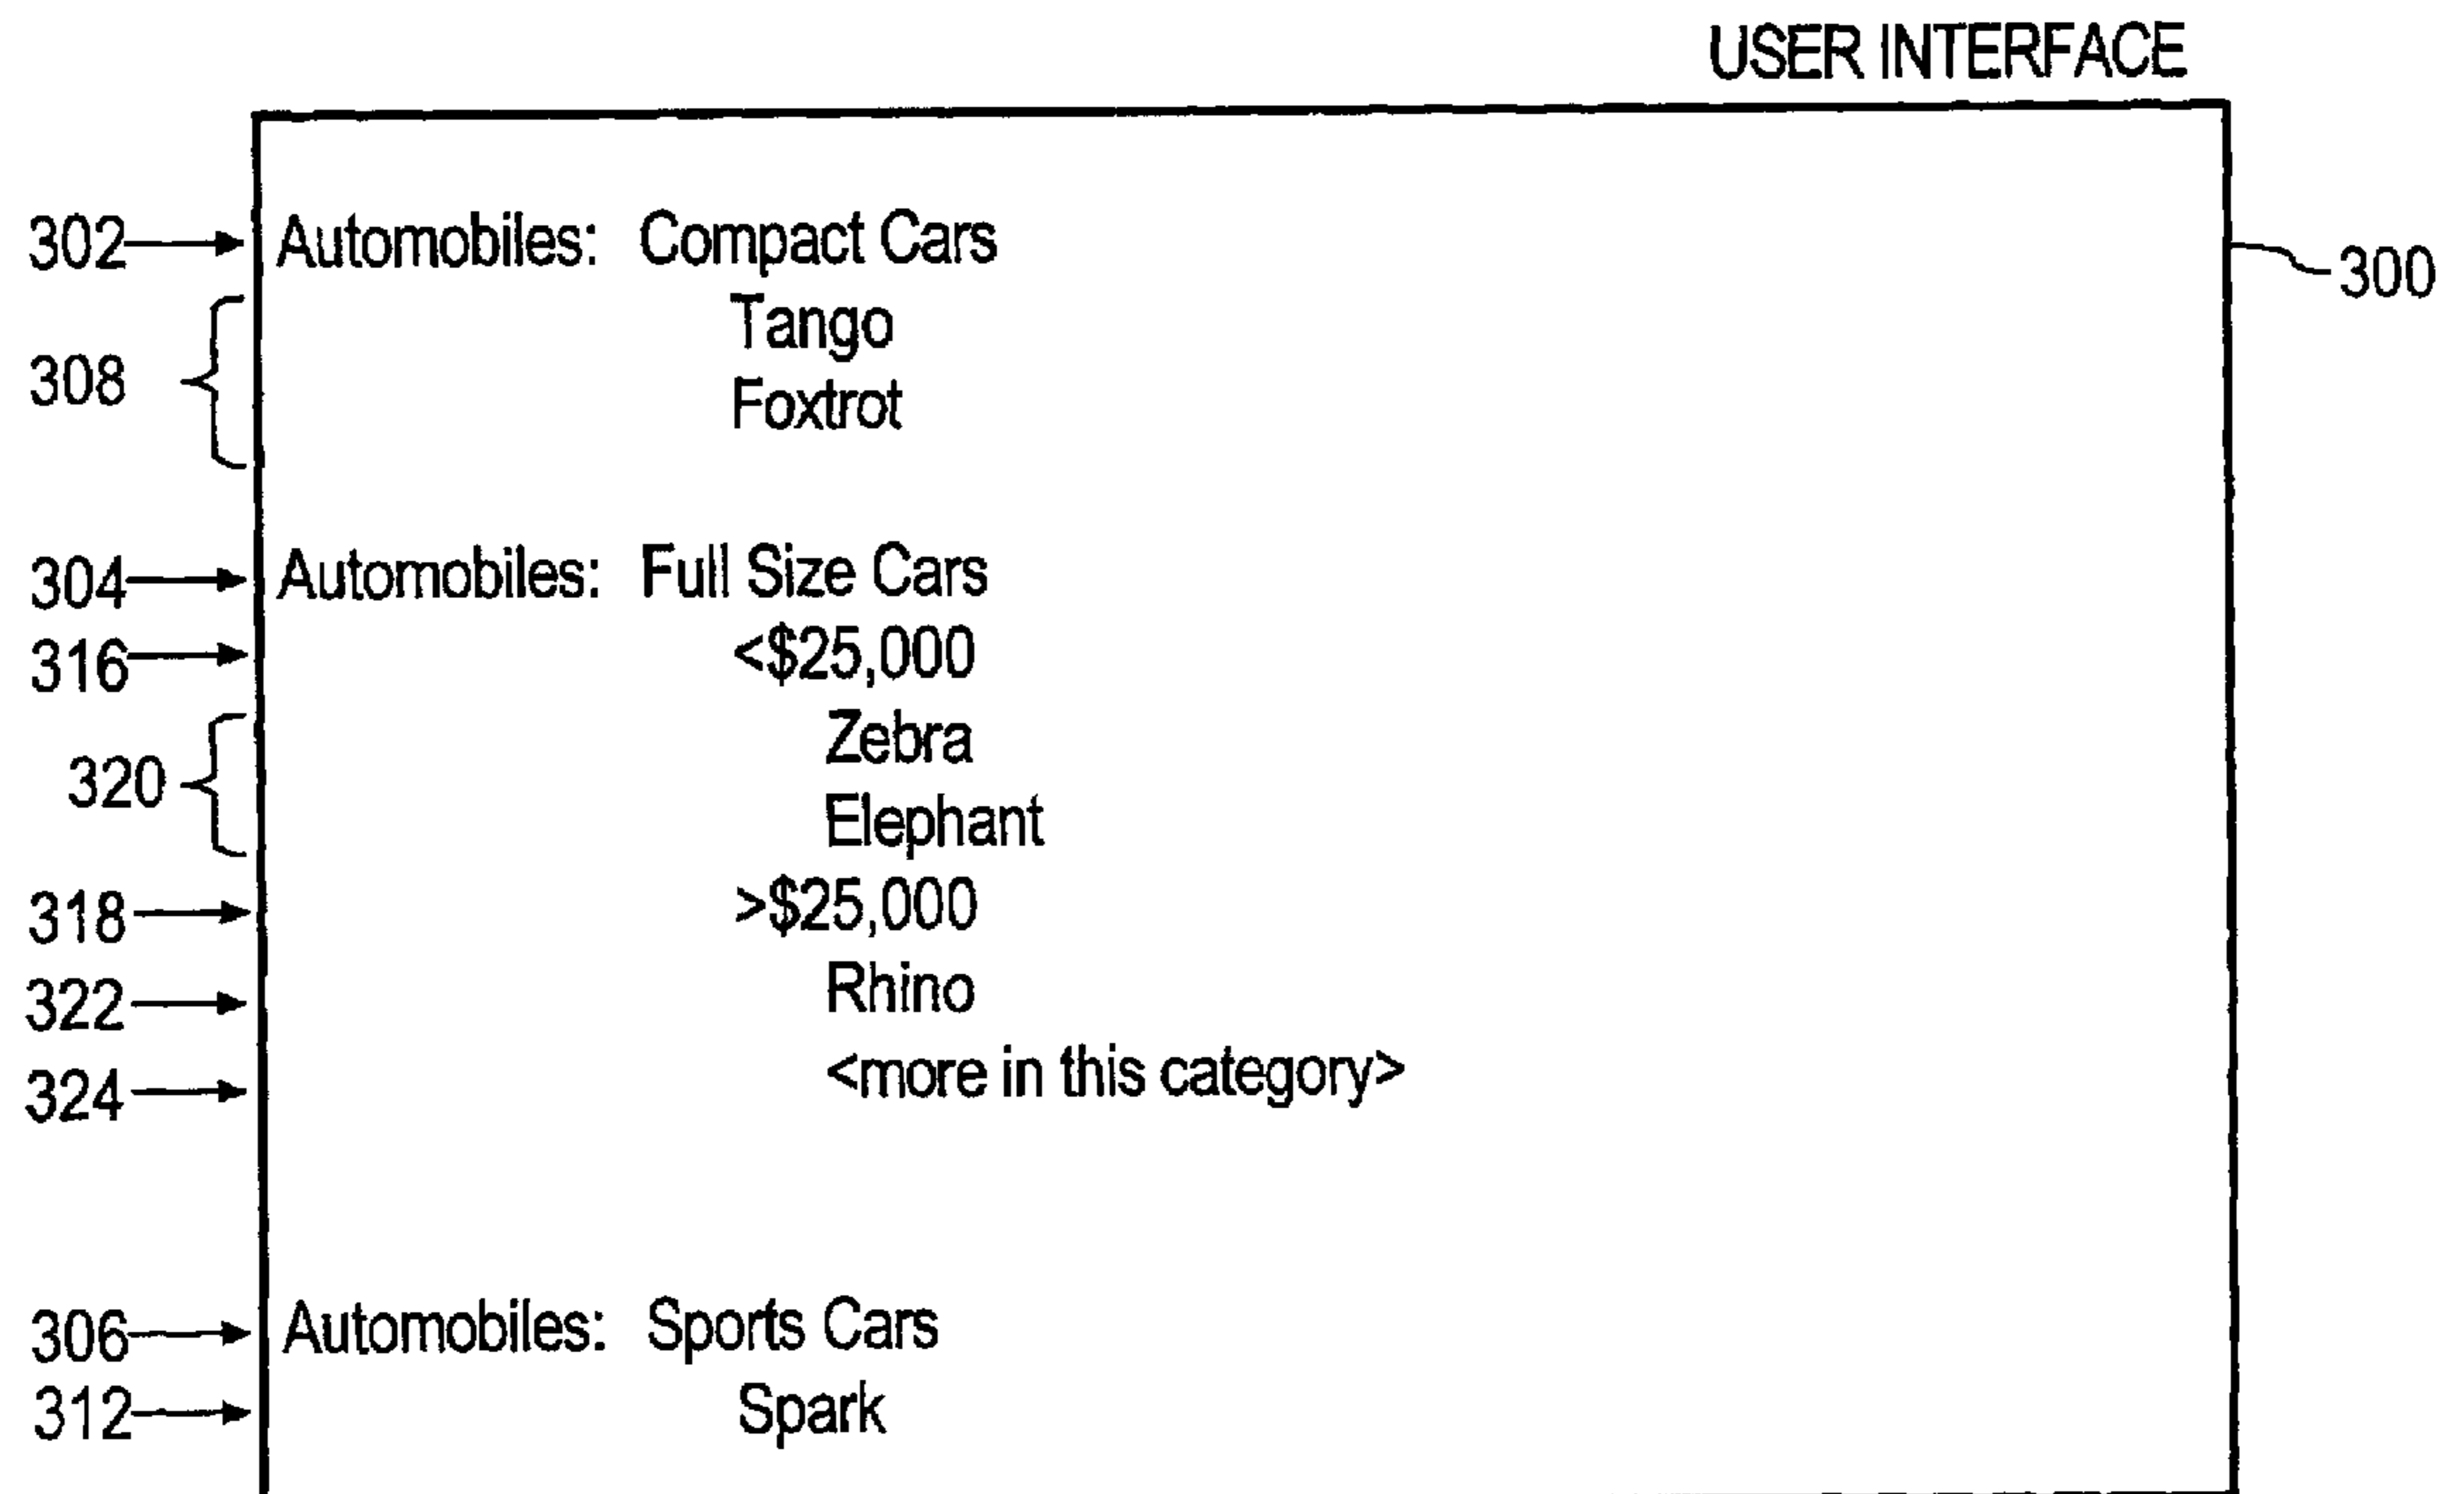 USER INTERFACE
302 Automobiles: Compact Cars
300
Tango
308
Foxtrot
304 Automobiles: Full Size Cars
316 <$25,000
Zebra
320
Elephant
318 >$25,000
322 Rhino
324 <more in this category>
306 Automobiles: Sports Cars
312 Spark